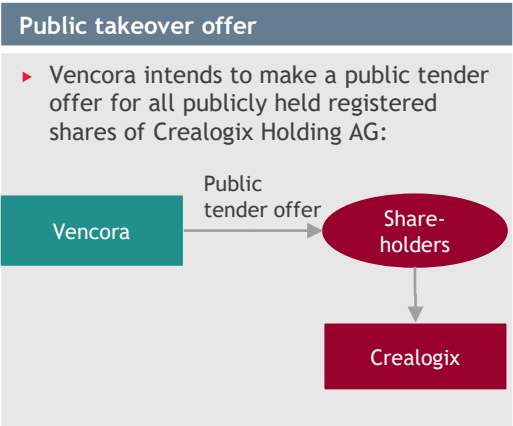 Public takeover offer
▸ Vencora intends to make a public tender
offer for all publicly held registered
shares of Crealogix Holding AG:
Public
tender offer
Vencora
Share-
holders
Crealogix